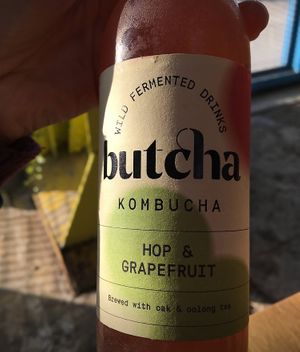 WILD FERMENTED DRINKS
butcha
KOMBUCHA
HOP &
GRAPEFRUIT
Brewed with oak & oolong tea